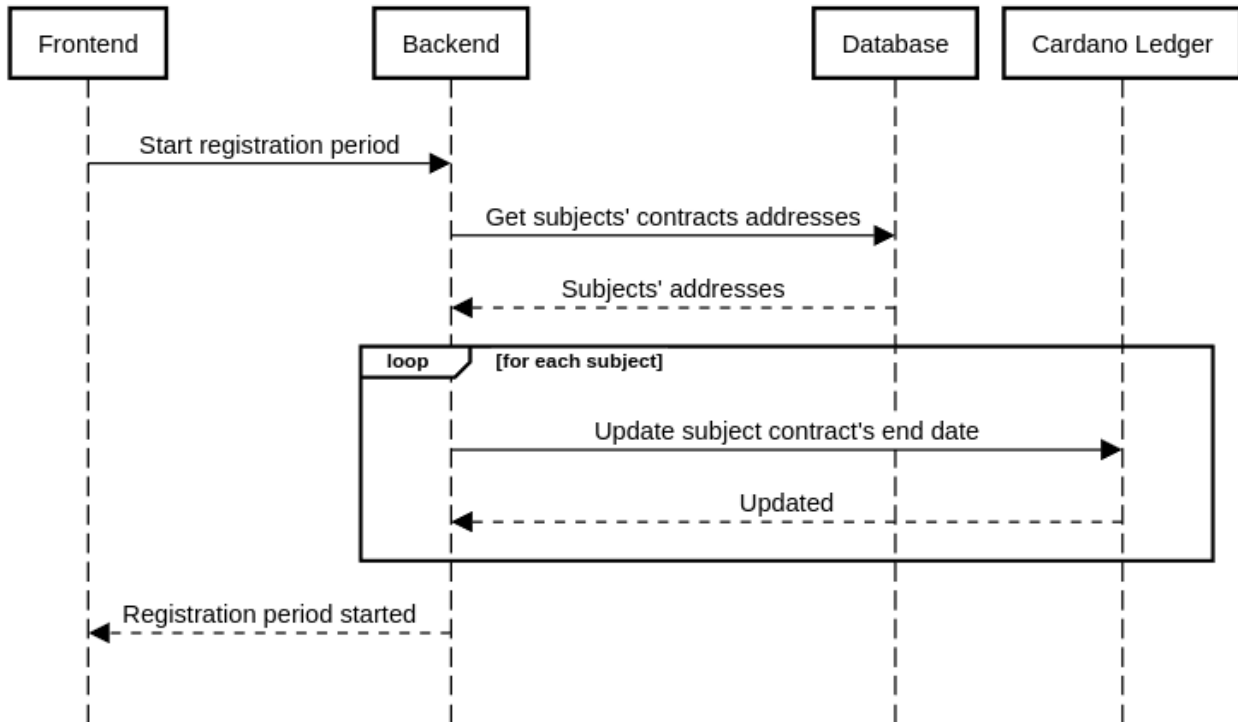 Frontend
Backend
Database
Cardano Ledger
Start registration period
Get subjects' contracts addresses
Subjects' addresses
loop
[for each subject]
Update subject contract's end date
Updated
Registration period started